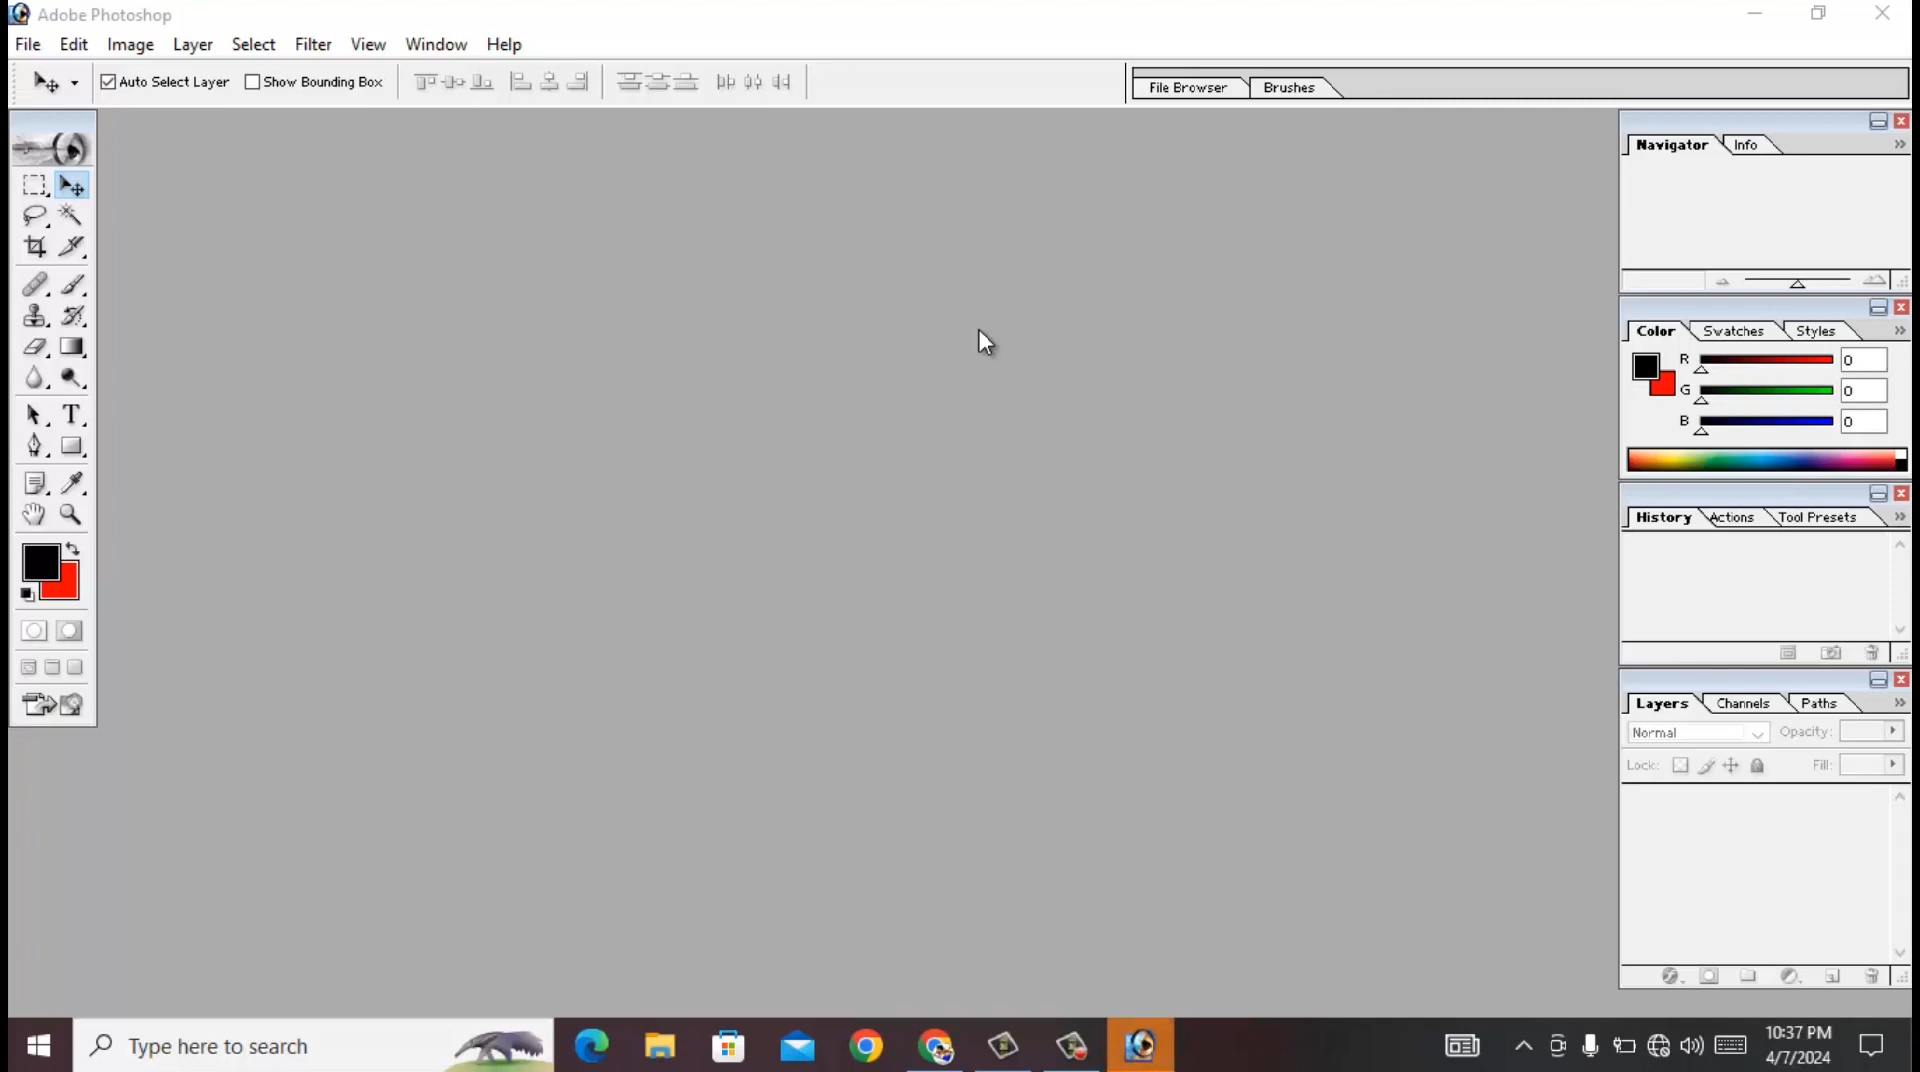 Adobe Photoshop
File Edit Image Layer Select Filter View Window Help
Auto Select Layer Show Bounding Box File Browser Brushes
Navigator Info
Color Swatches Styles
R 0
G 0
B 0
History Actions Tool Presets
Layers Channels Paths
Normal Opacity:
Lock: Fill:
T
Type here to search
10:37 PM
4/7/2024